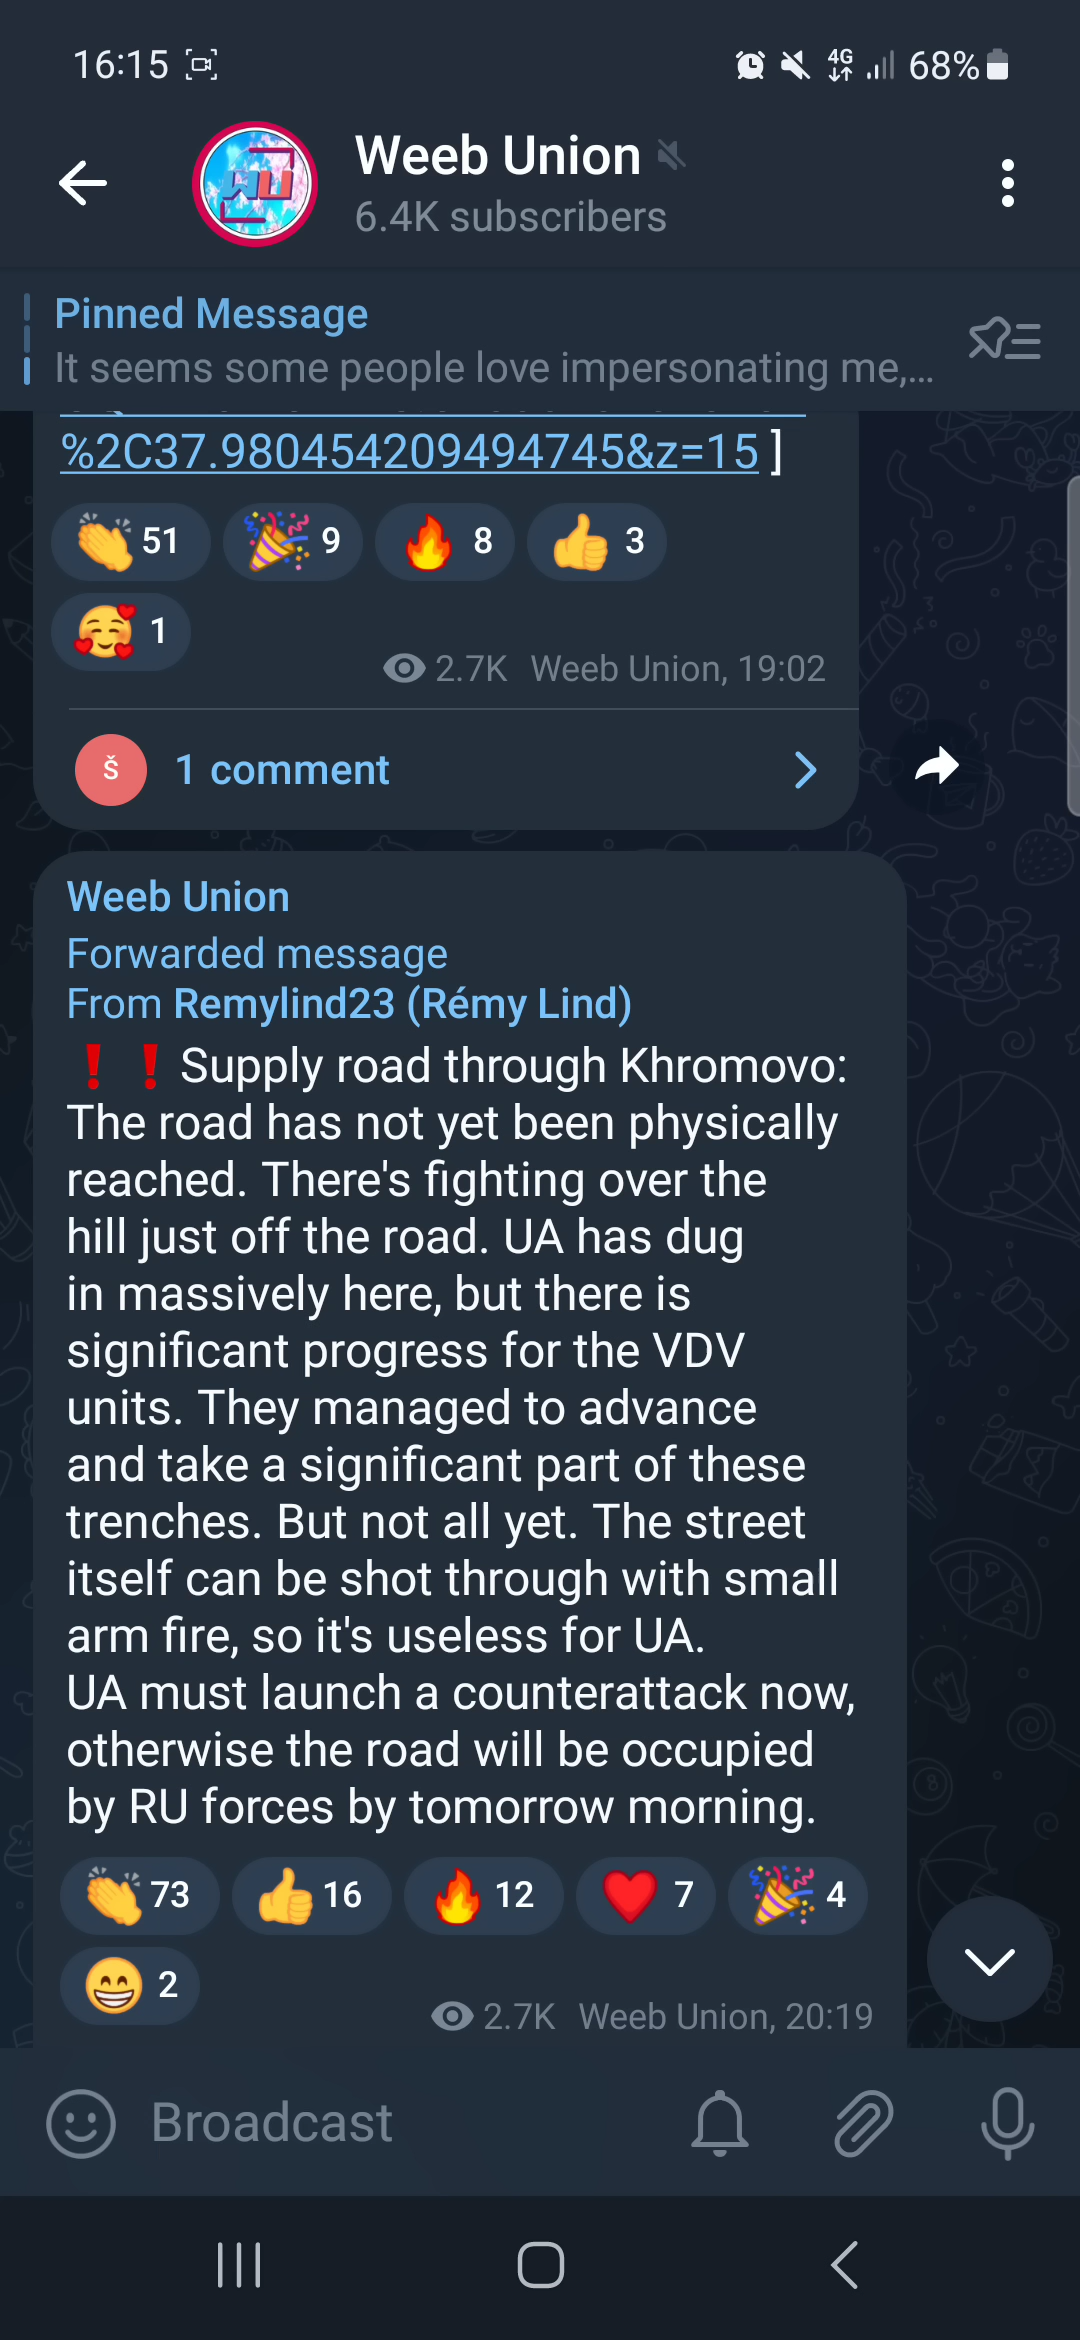 16:15
4G
68%
WU
Weeb Union
6.4K subscribers
Pinned Message
It seems some people love impersonating me,...
%2C37.980454209494745&z=15 ]
51
9
8
3
1
2.7K Weeb Union, 19:02
Š
1 comment
Weeb Union
Forwarded message
From Remylind23 (Rémy Lind)
❗❗Supply road through Khromovo:
The road has not yet been physically
reached. There's fighting over the
hill just off the road. UA has dug
in massively here, but there is
significant progress for the VDV
units. They managed to advance
and take a significant part of these
trenches. But not all yet. The street
itself can be shot through with small
arm fire, so it's useless for UA.
UA must launch a counterattack now,
otherwise the road will be occupied
by RU forces by tomorrow morning.
73
16
12
7
4
2
2.7K Weeb Union, 20:19
Broadcast